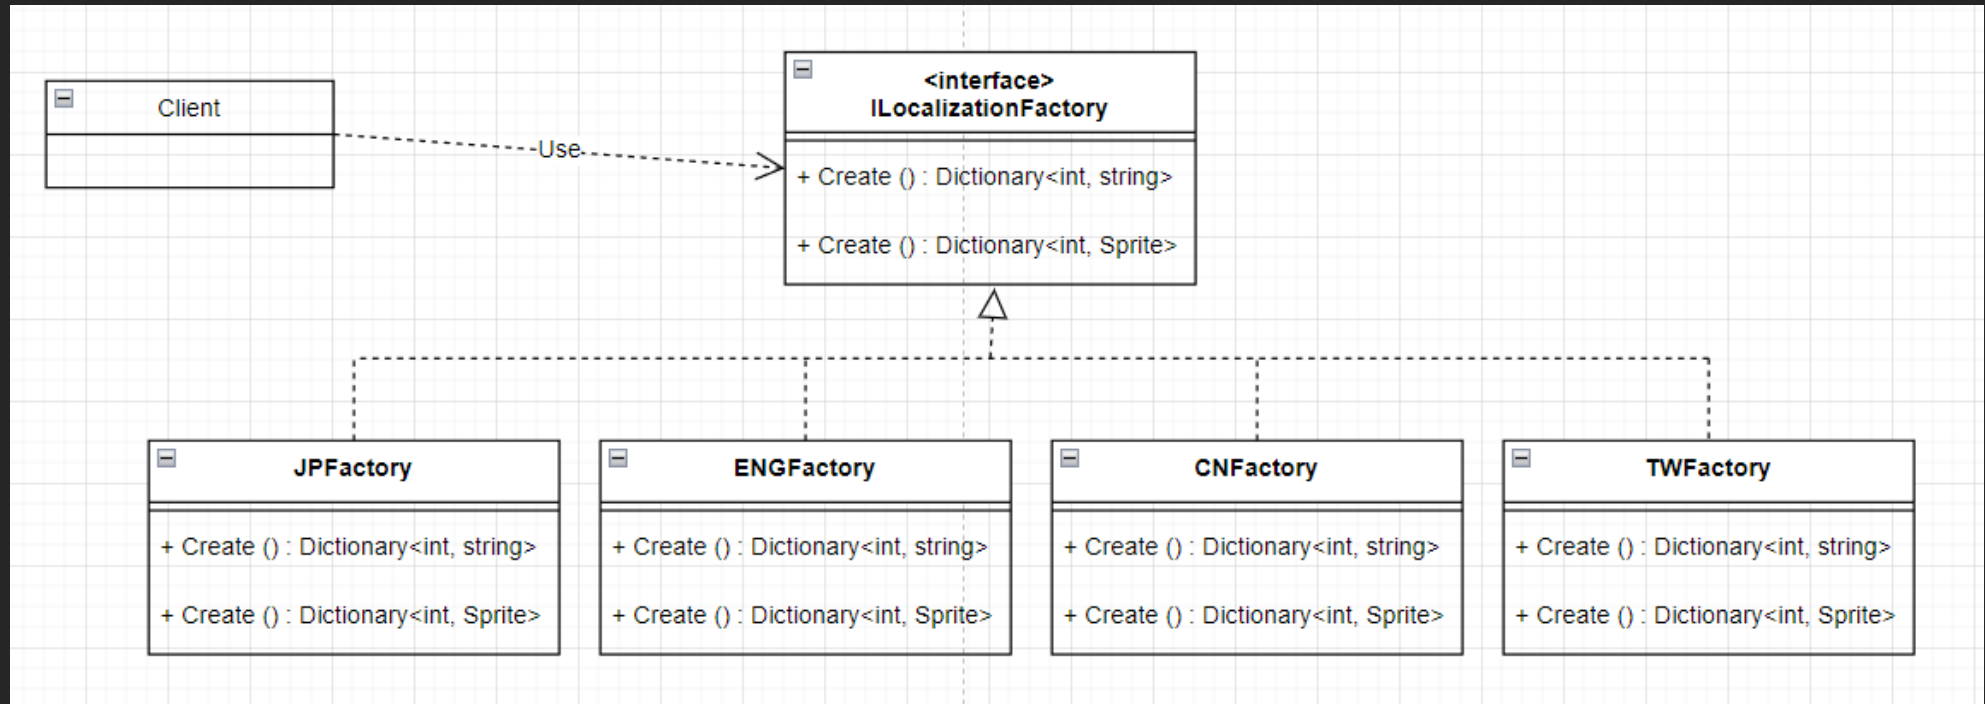 Client
Use
<interface>
ILocalizationFactory
+ Create () : Dictionary<int, string>
+ Create () : Dictionary<int, Sprite>
JPFactory
+ Create () : Dictionary<int, string>
+ Create () : Dictionary<int, Sprite>
ENGFactory
+ Create () : Dictionary<int, string>
+ Create () : Dictionary<int, Sprite>
CNFactory
+ Create () : Dictionary<int, string>
+ Create () : Dictionary<int, Sprite>
TWFactory
+ Create () : Dictionary<int, string>
+ Create () : Dictionary<int, Sprite>